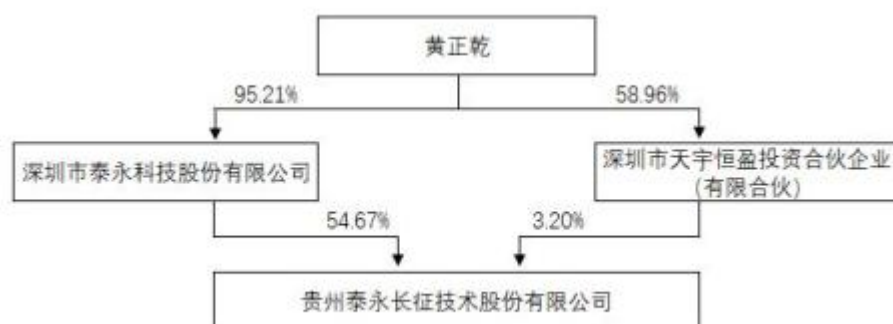 黄正乾
95.21%
58.96%
深圳市泰永科技股份有限公司
深圳市天宇恒盈投资合伙企业
(有限合伙)
54.67%
3.20%
贵州泰永长征技术股份有限公司